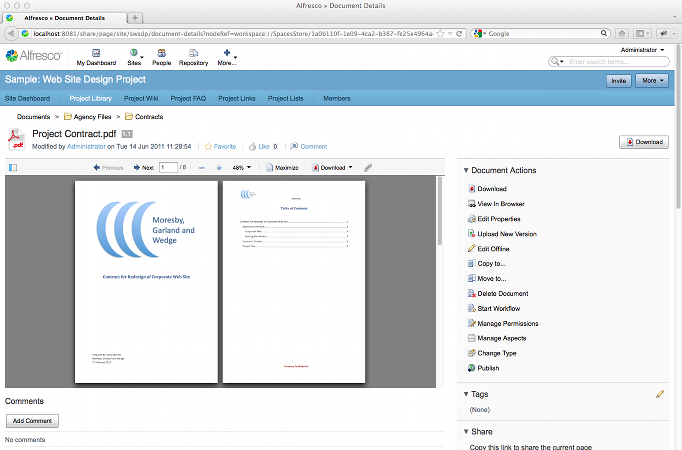 Alfresco » Document Details
Alfresco » Document Details
localhost:8081/share/page/site/swsdp/document-details?nodeRef=workspace://SpacesStore/1a0b110f-1e09-4ca2-b367-fe25e4964a
Google
Alfresco
My Dashboard
Sites
People
Repository
More...
Administrator
Enter search terms...
Sample: Web Site Design Project
Invite
More
Site Dashboard
Project Library
Project Wiki
Project FAQ
Project Links
Project Lists
Members
Documents > Agency Files > Contracts
Project Contract.pdf 1.1
Modified by Administrator on Tue 14 Jun 2011 11:28:54
Favorite
Like 0
Comment
Download
Previous
Next
1 / 6
48%
Maximize
Download
Moresby,
Garland and
Wedge
Contract for Redesign of Corporate Web Site
Table of Contents
Document Actions
Download
View In Browser
Edit Properties
Upload New Version
Edit Offline
Copy to...
Move to...
Delete Document
Start Workflow
Manage Permissions
Manage Aspects
Change Type
Publish
Tags
(None)
Share
Copy this link to share the current page
Comments
Add Comment
No comments